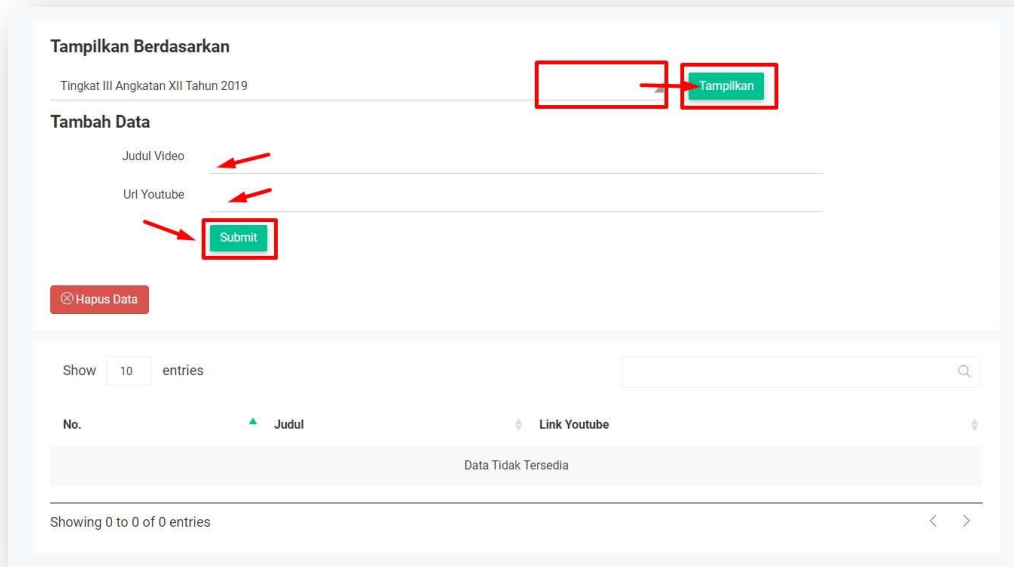 Tampilkan Berdasarkan
Tingkat III Angkatan XII Tahun 2019
Tampilkan
Tambah Data
Judul Video
Url Youtube
Submit
Hapus Data
Show 10 entries
No. Judul Link Youtube
Data Tidak Tersedia
Showing 0 to 0 of 0 entries